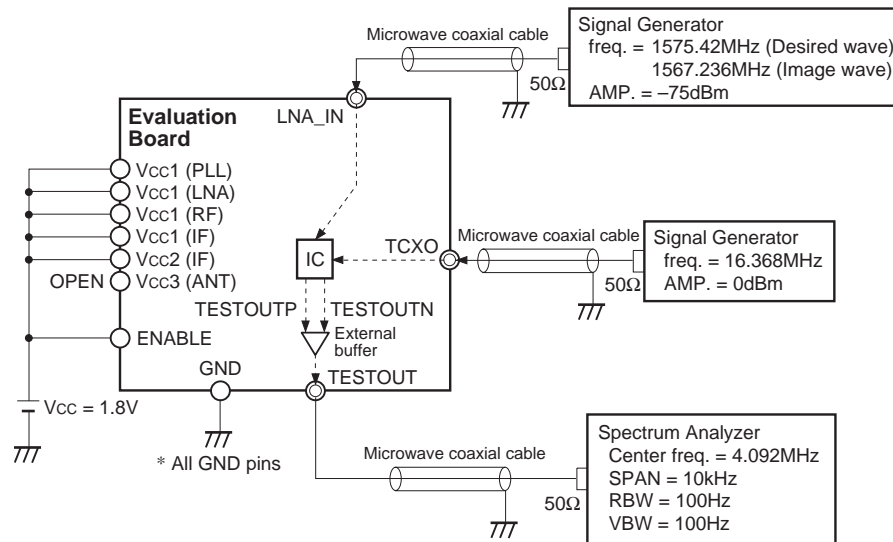 Microwave coaxial cable
Signal Generator
freq. = 1575.42MHz (Desired wave)
1567.236MHz (Image wave)
AMP. = –75dBm
50Ω
LNA_IN
Evaluation
Board
VCC1 (PLL)
VCC1 (LNA)
VCC1 (RF)
VCC1 (IF)
VCC2 (IF)
OPEN
VCC3 (ANT)
ENABLE
IC
TCXO
Microwave coaxial cable
50Ω
Signal Generator
freq. = 16.368MHz
AMP. = 0dBm
TESTOUTP
TESTOUTN
External
buffer
GND
TESTOUT
VCC = 1.8V
* All GND pins
Microwave coaxial cable
50Ω
Spectrum Analyzer
Center freq. = 4.092MHz
SPAN = 10kHz
RBW = 100Hz
VBW = 100Hz